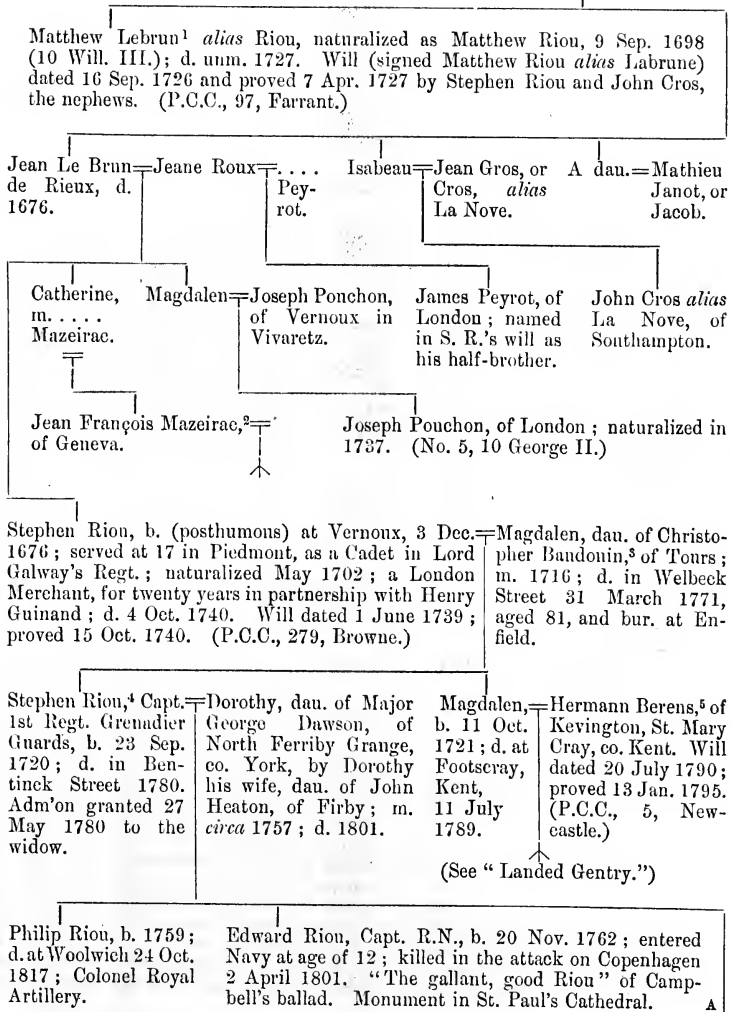 Matthew Lebrun¹ alias Riou, naturalized as Matthew Riou, 9 Sep. 1698
(10 Will. III.); d. unm. 1727. Will (signed Matthew Riou alias Labrune)
dated 16 Sep. 1726 and proved 7 Apr. 1727 by Stephen Riou and John Cros,
the nephews. (P.C.C., 97, Farrant.)
Jean Le Brun
de Rieux, d.
1676.
Jeane Roux
. . . .
Pey-
rot.
Isabeau
Jean Gros, or
Cros, alias
La Nove.
A dau.=Mathieu
Janot, or
Jacob.
Catherine,
m. . . . .
Mazeirac.
Magdalen
Joseph Ponchon,
of Vernoux in
Vivaretz.
James Peyrot, of
London ; named
in S. R.'s will as
his half-brother.
John Cros alias
La Nove, of
Southampton.
Jean François Mazeirac,²
of Geneva.
Joseph Pouchon, of London ; naturalized in
1737. (No. 5, 10 George II.)
Stephen Riou, b. (posthumous) at Vernoux, 3 Dec.
1676 ; served at 17 in Piedmont, as a Cadet in Lord
Galway's Regt. ; naturalized May 1702 ; a London
Merchant, for twenty years in partnership with Henry
Guinand ; d. 4 Oct. 1740. Will dated 1 June 1739 ;
proved 15 Oct. 1740. (P.C.C., 279, Browne.)
Magdalen, dau. of Christo-
pher Baudouin,³ of Tours ;
m. 1716 ; d. in Welbeck
Street 31 March 1771,
aged 81, and bur. at En-
field.
Stephen Riou,⁴ Capt.
1st Regt. Grenadier
Guards, b. 23 Sep.
1720 ; d. in Ben-
tinck Street 1780.
Adm'on granted 27
May 1780 to the
widow.
Dorothy, dau. of Major
George Dawson, of
North Ferriby Grange,
co. York, by Dorothy
his wife, dau. of John
Heaton, of Firby ; m.
circa 1757 ; d. 1801.
Magdalen,
b. 11 Oct.
1721 ; d. at
Footscray,
Kent,
11 July
1789.
Hermann Berens,⁵ of
Kevington, St. Mary
Cray, co. Kent. Will
dated 20 July 1790 ;
proved 13 Jan. 1795.
(P.C.C., 5, New-
castle.)
(See “ Landed Gentry.”)
Philip Riou, b. 1759 ;
d. at Woolwich 24 Oct.
1817 ; Colonel Royal
Artillery.
Edward Riou, Capt. R.N., b. 20 Nov. 1762 ; entered
Navy at age of 12 ; killed in the attack on Copenhagen
2 April 1801. “The gallant, good Riou” of Camp-
bell's ballad. Monument in St. Paul's Cathedral. A